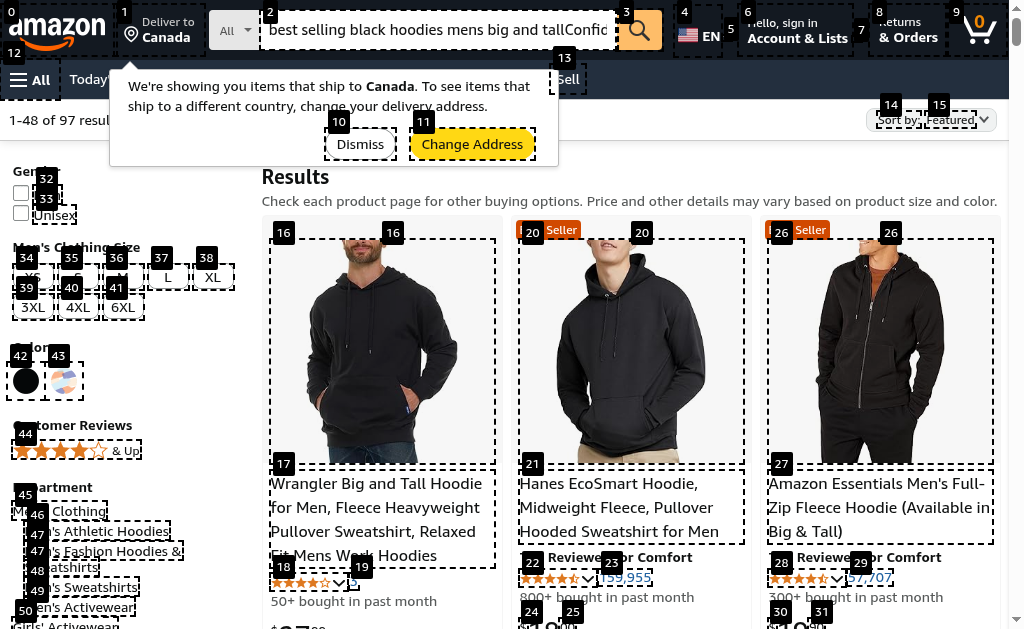 0 1 2 3 4 5 6 7 8 9
amazon
Deliver to
Canada
All
best selling black hoodies mens big and tallConfid
EN
Hello, sign in
Account & Lists
Returns
& Orders
0
12
All
Today'
13
Sell
We're showing you items that ship to Canada. To see items that
ship to a different country, change your delivery address.
10
Dismiss
11
Change Address
1-48 of 97 resul
14
Sort by:
15
Featured
Gen
32
33
Unisex
Men's Clothing Size
34 35 36 37 38
XS S M L XL
39 40 41
3XL 4XL 6XL
Color
42 43
Customer Reviews
44
& Up
Department
45
Men's Clothing
46
Men's Athletic Hoodies
47
Men's Fashion Hoodies &
47
Sweatshirts
48
Men's Sweatshirts
49
Men's Activewear
50
Girls' Activewear
Results
Check each product page for other buying options. Price and other details may vary based on product size and color.
16 16
17
Wrangler Big and Tall Hoodie
for Men, Fleece Heavyweight
Pullover Sweatshirt, Relaxed
Fit Mens Work Hoodies
18 19
5
50+ bought in past month
20 Seller 20
21
Hanes EcoSmart Hoodie,
Midweight Fleece, Pullover
Hooded Sweatshirt for Men
Top Reviewed for Comfort
22 23
159,955
800+ bought in past month
24 25
26 Seller 26
27
Amazon Essentials Men's Full-
Zip Fleece Hoodie (Available in
Big & Tall)
Top Reviewed for Comfort
28 29
57,707
300+ bought in past month
30 31